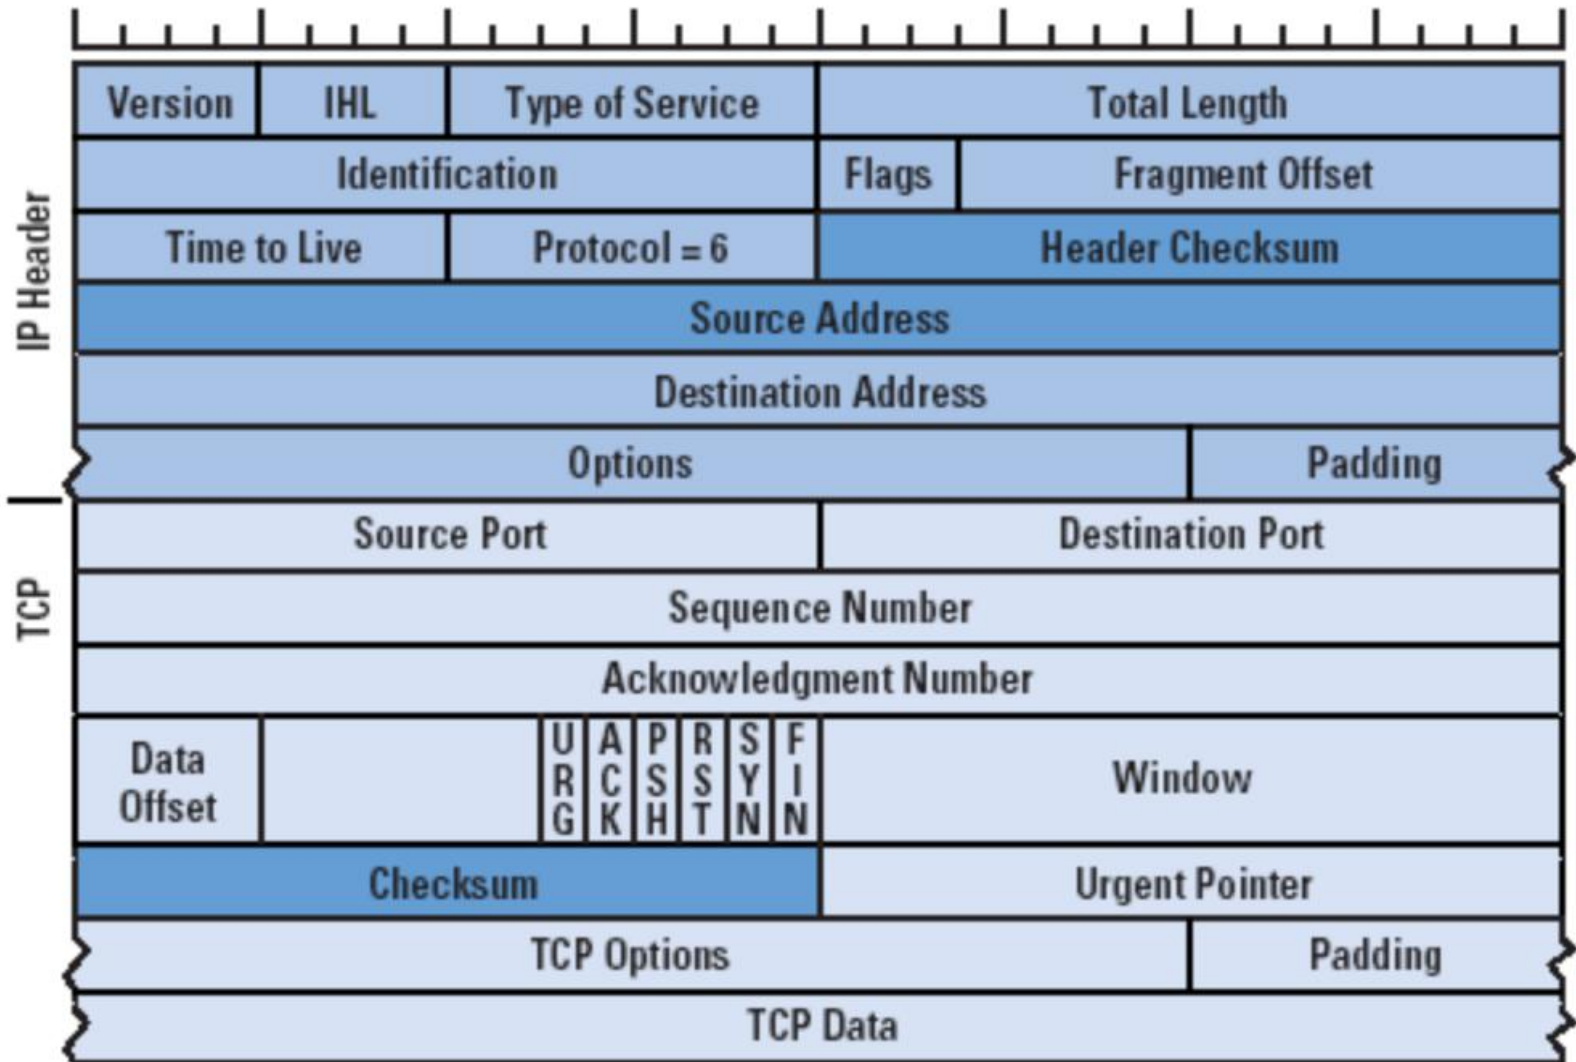 Version IHL Type of Service Total Length
Identification Flags Fragment Offset
Time to Live Protocol = 6 Header Checksum
Source Address
Destination Address
Options Padding
IP Header
Source Port Destination Port
Sequence Number
Acknowledgment Number
Data Offset URG ACK PSH RST SYN FIN Window
Checksum Urgent Pointer
TCP Options Padding
TCP Data
TCP